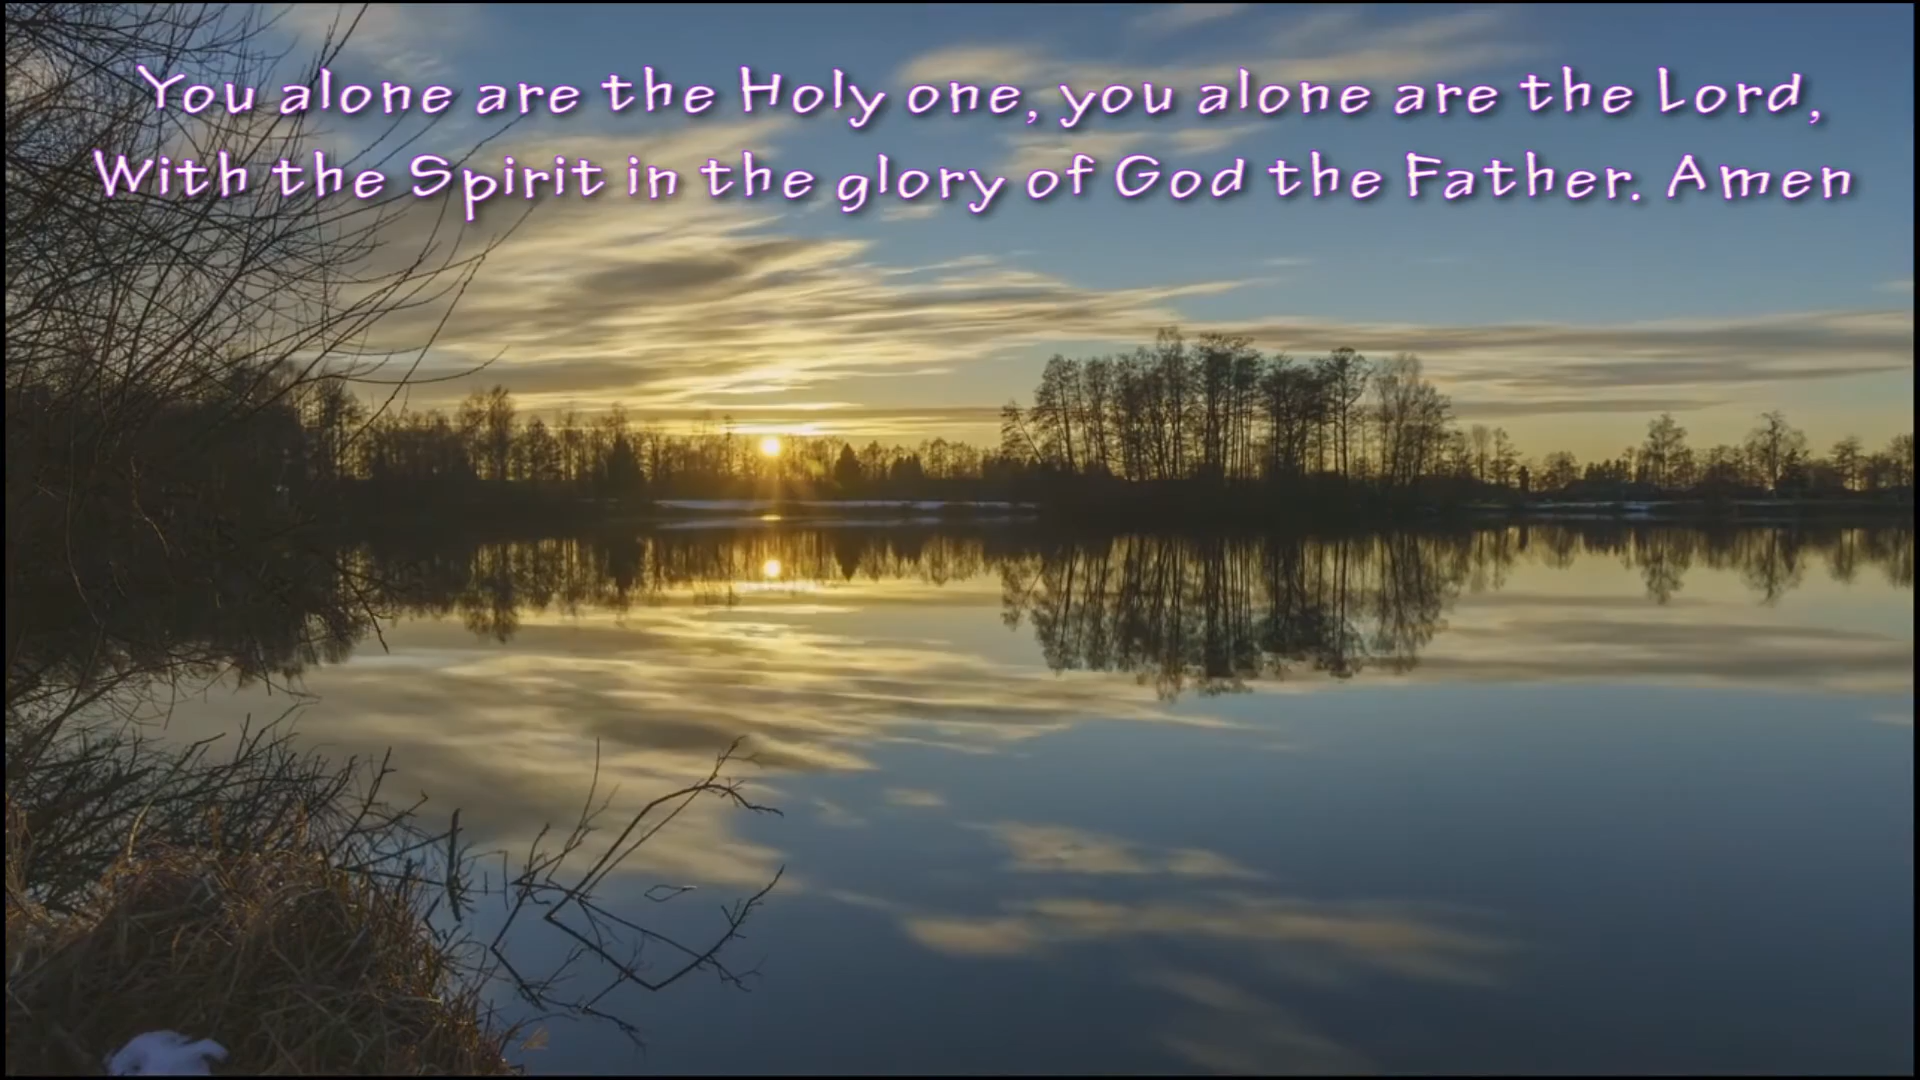 You alone are the Holy one, you alone are the Lord,
With the Spirit in the glory of God the Father. Amen